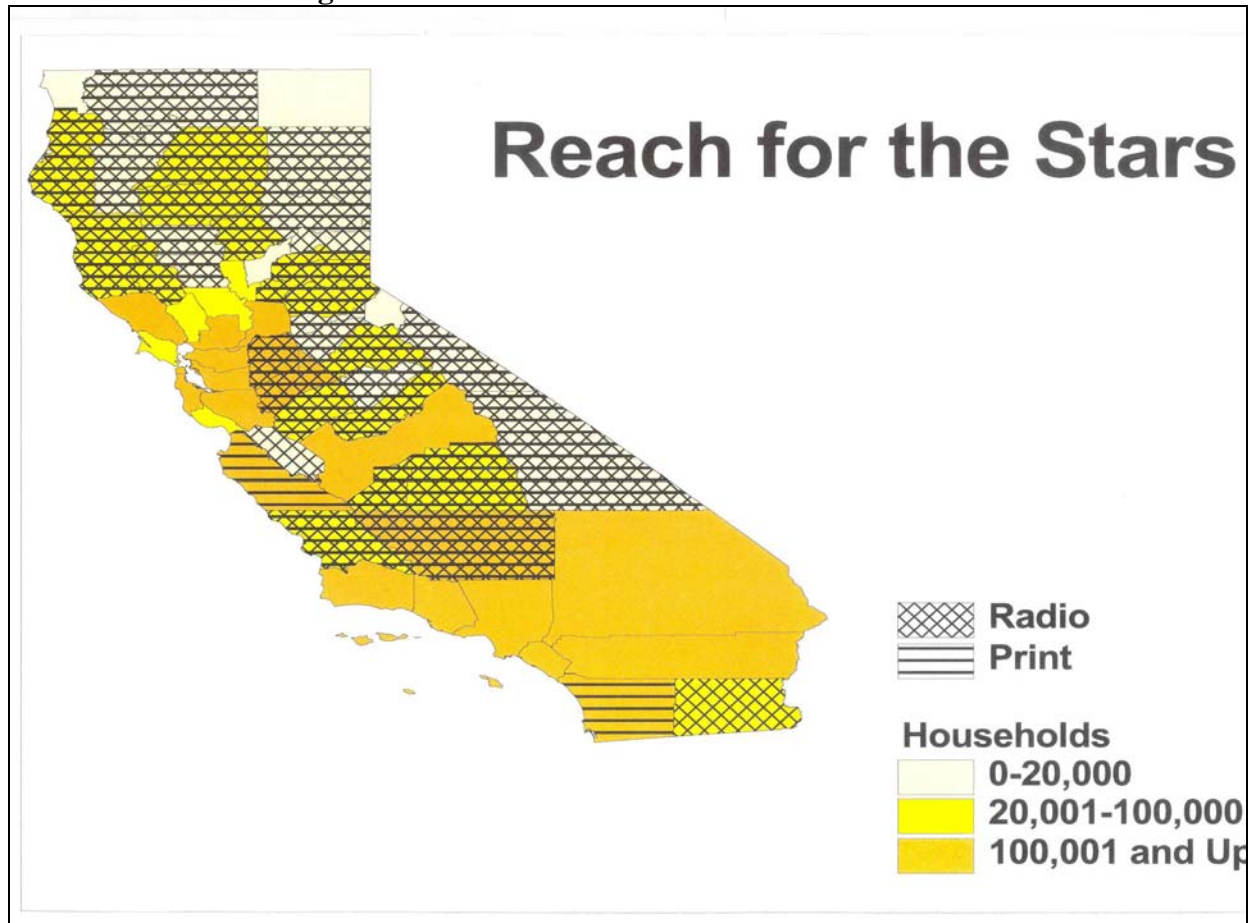 g
Reach for the Stars
Radio
Print
Households
0-20,000
20,001-100,000
100,001 and Up